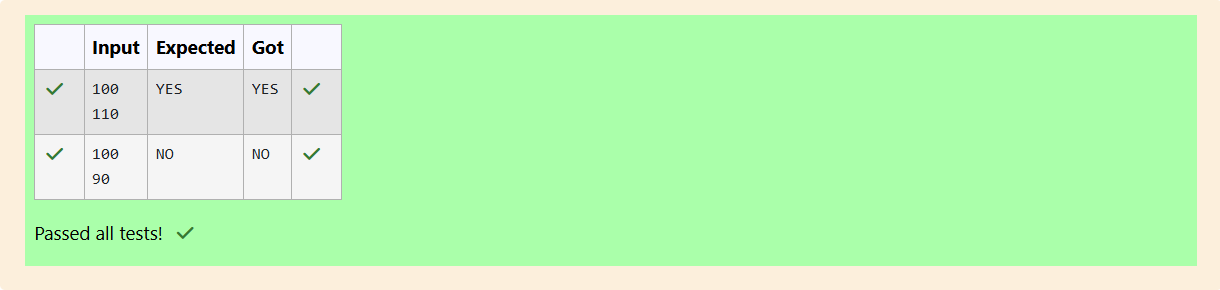 Input Expected Got
100 YES YES
110
100 NO NO
90
Passed all tests!